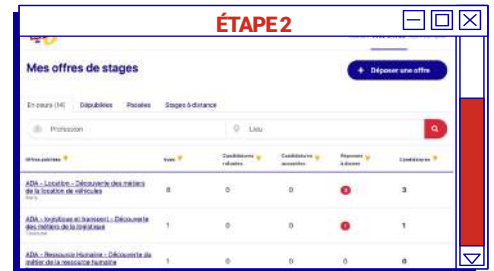 ÉTAPE 2
Mes offres de stages
+ Déposer une offre
En cours (14) Dépubliées Passées Stages à distance
Profession Lieu
Offres publiées Vues Candidatures refusées Candidatures acceptées Réponses à donner Candidatures
ADA - Location - Découverte des métiers
de la location de véhicules
8 0 0 3
Paris
ADA - logistique et transport - Découverte
des métiers de la logistique
1 0 0 1
ADA - Ressource Humaine - Découverte du
métier de la ressource humaine
1 0 0 0 0